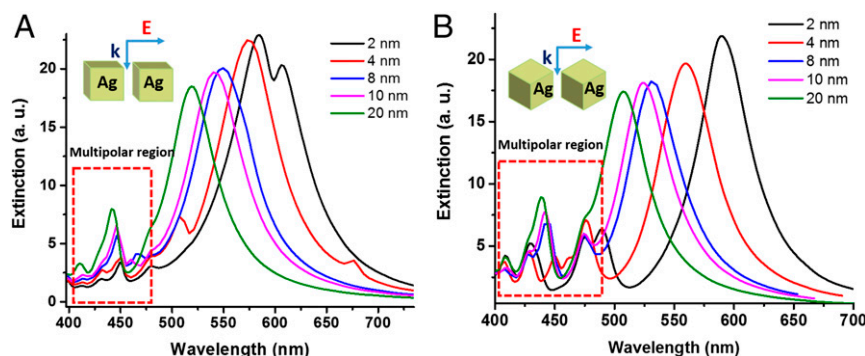 A
E
k
Ag Ag
2 nm
4 nm
8 nm
10 nm
20 nm
Multipolar region
Extinction (a. u.)
20
15
10
5
0
400 450 500 550 600 650 700
Wavelength (nm)
B
E
k
Ag Ag
2 nm
4 nm
8 nm
10 nm
20 nm
Multipolar region
Extinction (a. u.)
20
15
10
5
400 450 500 550 600 650 700
Wavelength (nm)